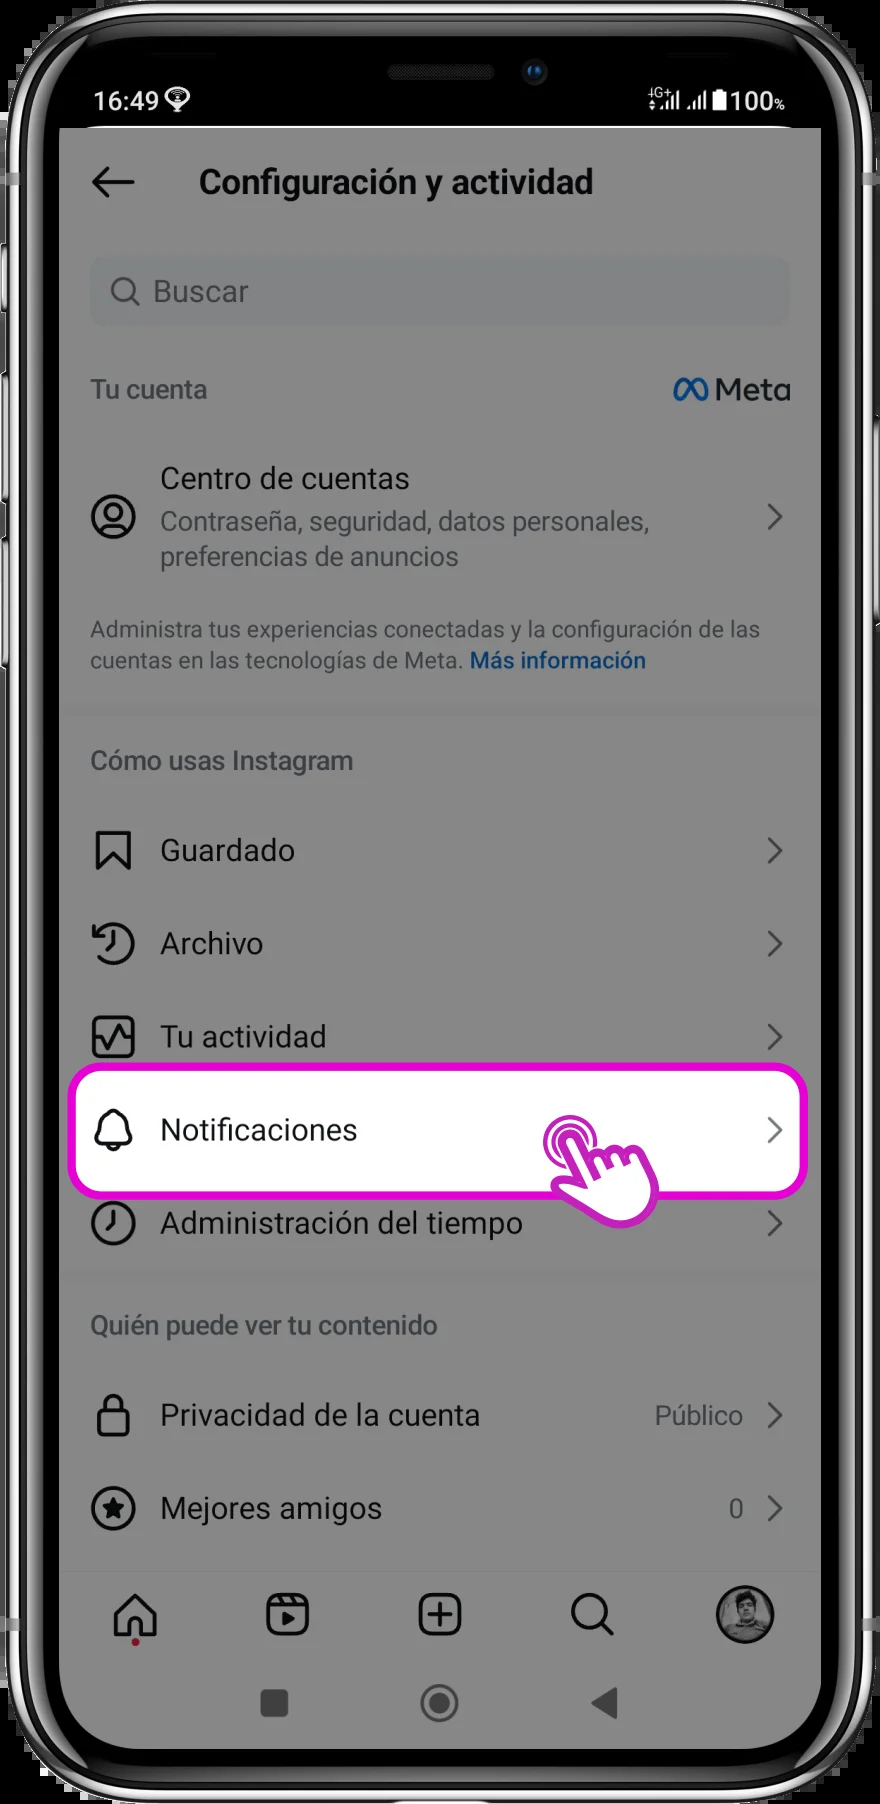 16:49 4G+ 100%
Configuración y actividad
Buscar
Tu cuenta Meta
Centro de cuentas
Contraseña, seguridad, datos personales,
preferencias de anuncios
Administra tus experiencias conectadas y la configuración de las
cuentas en las tecnologías de Meta. Más información
Cómo usas Instagram
Guardado
Archivo
Tu actividad
Notificaciones
Administración del tiempo
Quién puede ver tu contenido
Privacidad de la cuenta Público
Mejores amigos 0